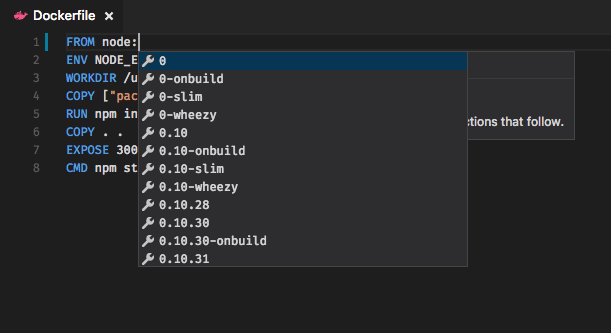 Dockerfile ×
1 FROM node:
2 ENV NODE_E
3 WORKDIR /u
4 COPY ["pac
5 RUN npm in
6 COPY . .
7 EXPOSE 300
8 CMD npm st
0
0-onbuild
0-slim
0-wheezy
0.10
0.10-onbuild
0.10-slim
0.10-wheezy
0.10.28
0.10.30
0.10.30-onbuild
0.10.31
ctions that follow.